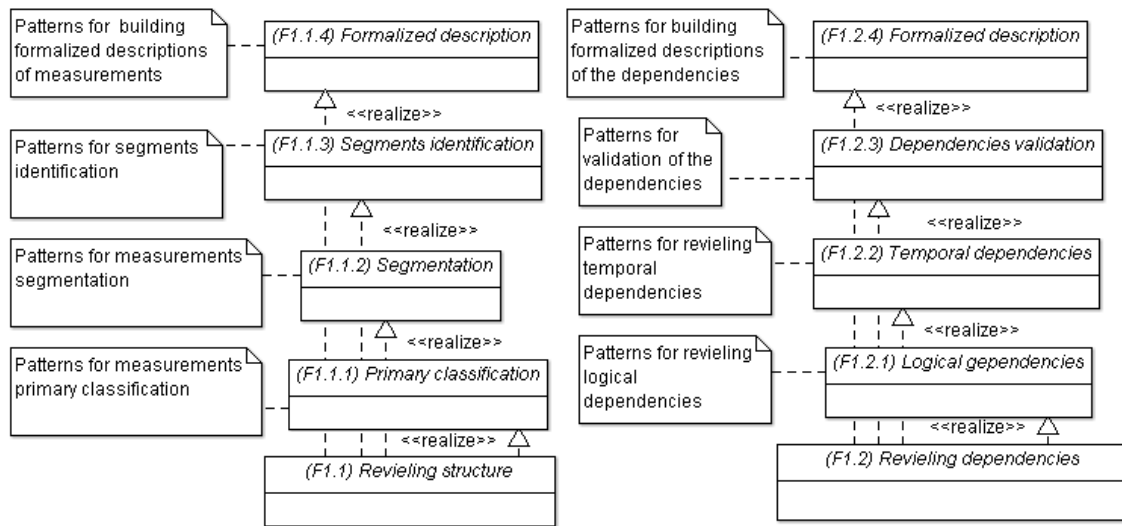 Patterns for building
formalized descriptions
of measurements
(F1.1.4) Formalized description
<<realize>>
Patterns for segments
identification
(F1.1.3) Segments identification
<<realize>>
Patterns for measurements
segmentation
(F1.1.2) Segmentation
<<realize>>
Patterns for measurements
primary classification
(F1.1.1) Primary classification
<<realize>>
(F1.1) Revieling structure
Patterns for building
formalized descriptions
of the dependencies
(F1.2.4) Formalized description
<<realize>>
Patterns for
validation of the
dependencies
(F1.2.3) Dependencies validation
<<realize>>
Patterns for revieling
temporal
dependencies
(F1.2.2) Temporal dependencies
<<realize>>
Patterns for revieling
logical
dependencies
(F1.2.1) Logical gependencies
<<realize>>
(F1.2) Revieling dependencies